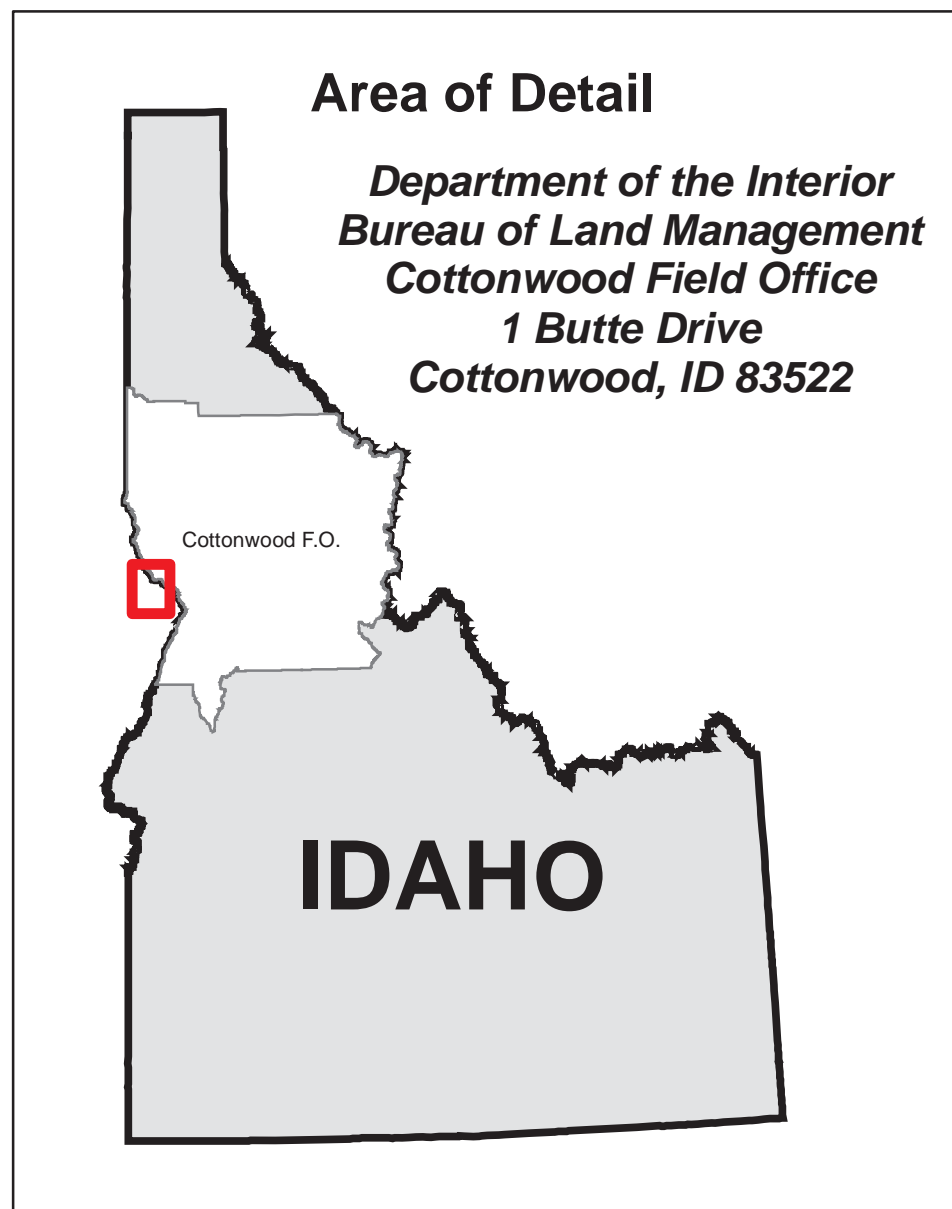 Area of Detail
Department of the Interior
Bureau of Land Management
Cottonwood Field Office
1 Butte Drive
Cottonwood, ID 83522
Cottonwood F.O.
IDAHO